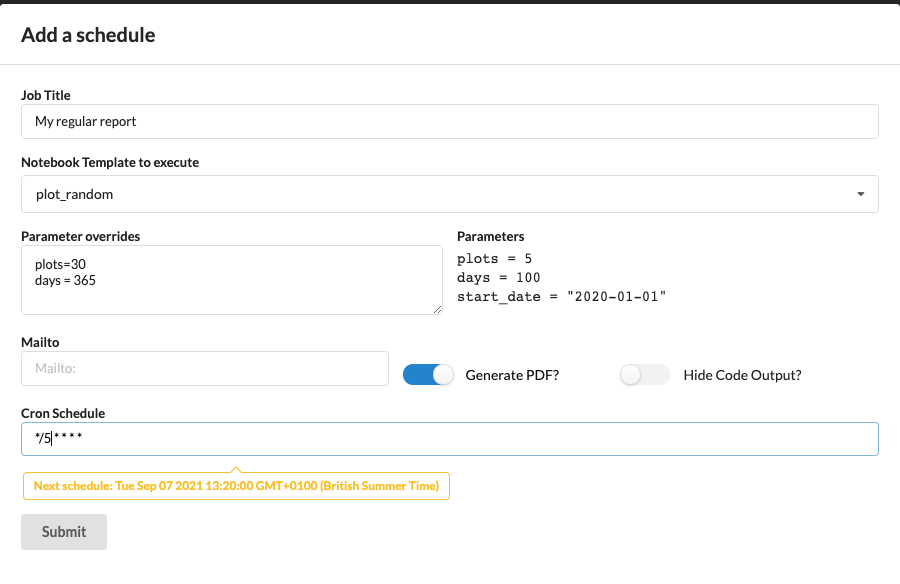 Add a schedule
Job Title
My regular report
Notebook Template to execute
plot_random
Parameter overrides
plots=30
days = 365
Parameters
plots = 5
days = 100
start_date = "2020-01-01"
Mailto
Mailto:
Generate PDF?
Hide Code Output?
Cron Schedule
*/5 * * * *
Next schedule: Tue Sep 07 2021 13:20:00 GMT+0100 (British Summer Time)
Submit